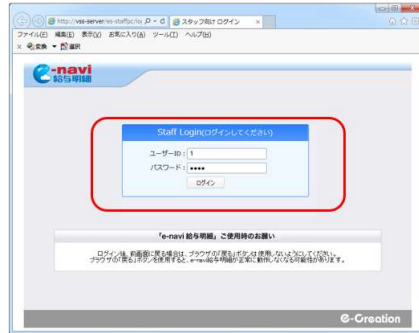 http://vss-server/es-staffpc/lo
スタッフ向け ログイン
ファイル(F) 編集(E) 表示(V) お気に入り(A) ツール(T) ヘルプ(H)
変換 選択
e-navi
給与明細
Staff Login(ログインしてください)
ユーザーID : 1
パスワード : ••••
ログイン
「e-navi 給与明細」ご使用時のお願い
ログイン後、前画面に戻る場合は、ブラウザの「戻る」ボタンは使用しないようにしてください。
ブラウザの「戻る」ボタンを使用すると、e-navi給与明細が正常に動作しなくなる可能性があります。
e-Creation